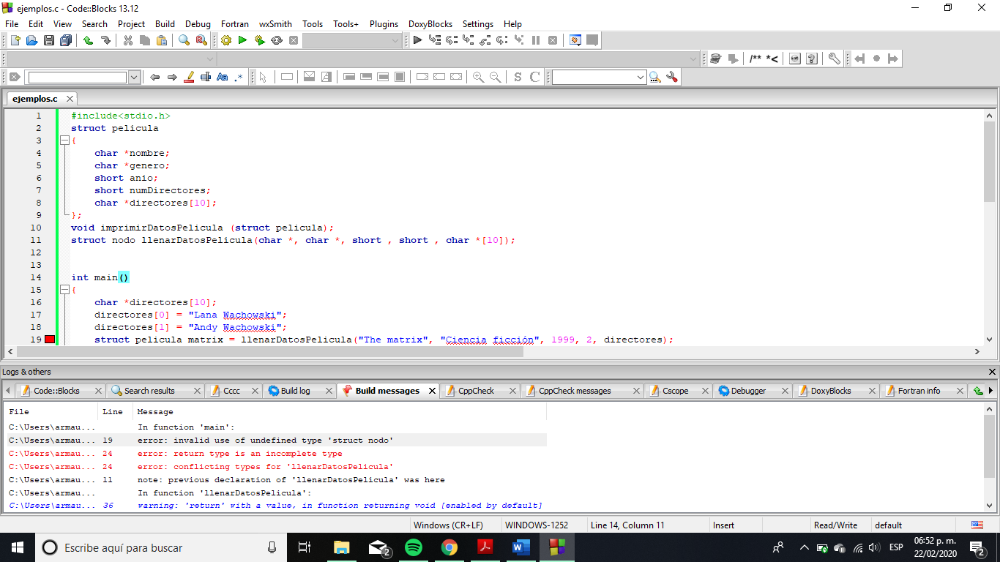 ejemplos.c - Code::Blocks 13.12
File Edit View Search Project Build Debug Fortran wxSmith Tools Tools+ Plugins DoxyBlocks Settings Help
/** *<
Aa .*
S C
ejemplos.c
1 #include<stdio.h>
2 struct pelicula
3 {
4 char *nombre;
5 char *genero;
6 short anio;
7 short numDirectores;
8 char *directores[10];
9 };
10 void imprimirDatosPelicula (struct pelicula);
11 struct nodo llenarDatosPelicula(char *, char *, short , short , char *[10]);
12
13
14 int main()
15 {
16 char *directores[10];
17 directores[0] = "Lana Wachowski";
18 directores[1] = "Andy Wachowski";
19 struct pelicula matrix = llenarDatosPelicula("The matrix", "Ciencia ficción", 1999, 2, directores);
Logs & others
Code::Blocks Search results Cccc Build log Build messages CppCheck CppCheck messages Cscope Debugger DoxyBlocks Fortran info
File Line Message
C:\Users\armau... In function 'main':
C:\Users\armau... 19 error: invalid use of undefined type 'struct nodo'
C:\Users\armau... 24 error: return type is an incomplete type
C:\Users\armau... 24 error: conflicting types for 'llenarDatosPelicula'
C:\Users\armau... 11 note: previous declaration of 'llenarDatosPelicula' was here
C:\Users\armau... In function 'llenarDatosPelicula':
C:\Users\armau... 36 warning: 'return' with a value, in function returning void [enabled by default]
Windows (CR+LF) WINDOWS-1252 Line 14, Column 11 Insert Read/Write default
Escribe aquí para buscar
2
W
ESP
06:52 p. m.
22/02/2020
2